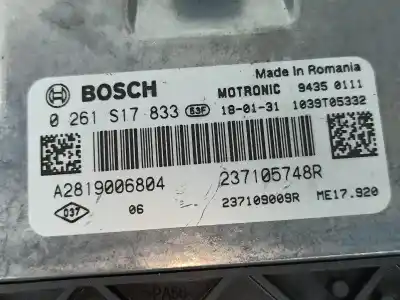 Made in Romania
BOSCH MOTRONIC 9435 0111
0 261 S17 833 63F 18-01-31 1039T05332
A2819006804 237105748R
037 06 237109009R ME17.920